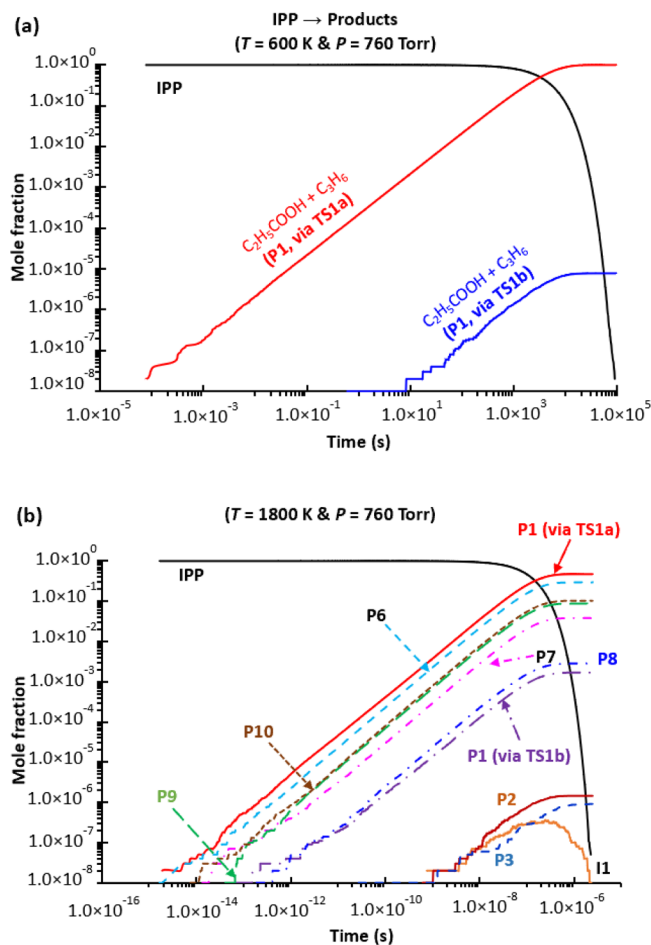 IPP → Products
(a)
(T = 600 K & P = 760 Torr)
1.0×10⁰
IPP
1.0×10⁻¹
1.0×10⁻²
1.0×10⁻³
1.0×10⁻⁴
1.0×10⁻⁵
1.0×10⁻⁶
1.0×10⁻⁷
1.0×10⁻⁸
Mole fraction
C₂H₅COOH + C₃H₆
(P1, via TS1a)
C₂H₅COOH + C₃H₆
(P1, via TS1b)
1.0×10⁻⁵ 1.0×10⁻³ 1.0×10⁻¹ 1.0×10¹ 1.0×10³ 1.0×10⁵
Time (s)
(b)
(T = 1800 K & P = 760 Torr)
P1 (via TS1a)
1.0×10⁰
IPP
1.0×10⁻¹
1.0×10⁻²
1.0×10⁻³
1.0×10⁻⁴
1.0×10⁻⁵
1.0×10⁻⁶
1.0×10⁻⁷
1.0×10⁻⁸
Mole fraction
P6
P7
P8
P10
P1 (via TS1b)
P9
P2
P3
I1
1.0×10⁻¹⁶ 1.0×10⁻¹⁴ 1.0×10⁻¹² 1.0×10⁻¹⁰ 1.0×10⁻⁸ 1.0×10⁻⁶
Time (s)